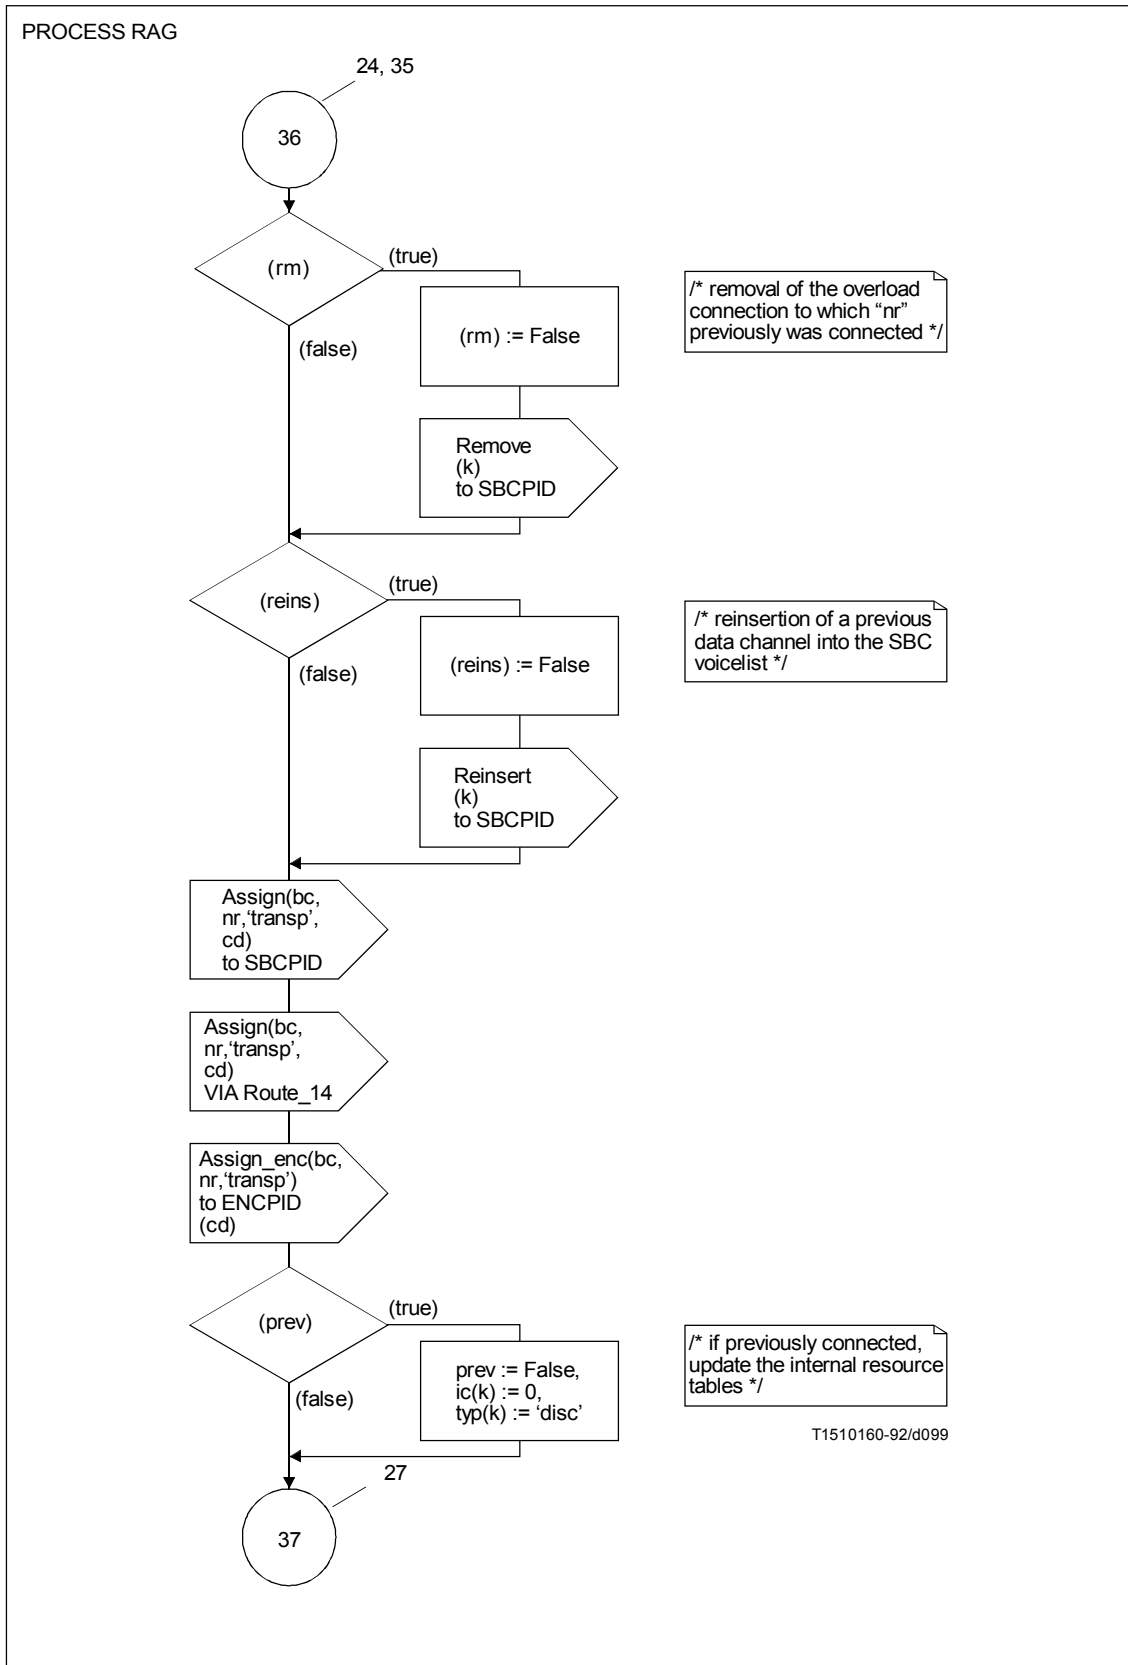 PROCESS RAG
24, 35
36
(rm)
(true)
(false)
(rm) := False
/* removal of the overload
connection to which “nr”
previously was connected */
Remove
(k)
to SBCPID
(reins)
(true)
(false)
(reins) := False
/* reinsertion of a previous
data channel into the SBC
voicelist */
Reinsert
(k)
to SBCPID
Assign(bc,
nr,‘transp’,
cd)
to SBCPID
Assign(bc,
nr,‘transp’,
cd)
VIA Route_14
Assign_enc(bc,
nr,‘transp’)
to ENCPID
(cd)
(prev)
(true)
(false)
prev := False,
ic(k) := 0,
typ(k) := ‘disc’
/* if previously connected,
update the internal resource
tables */
T1510160-92/d099
27
37